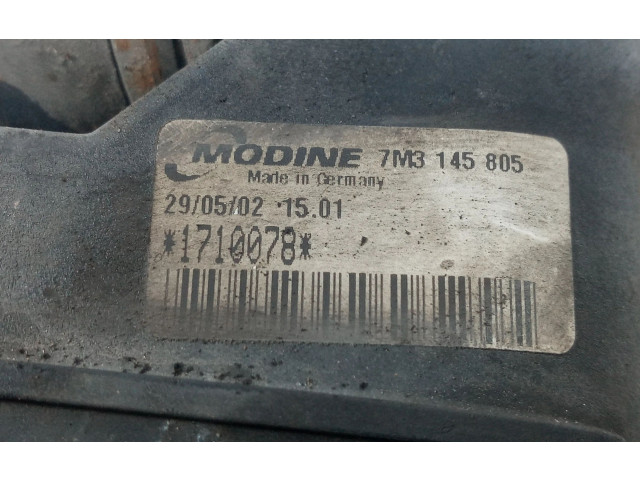 MODINE 7M3 145 805
Made in Germany
29/05/02 15.01
*1710078*